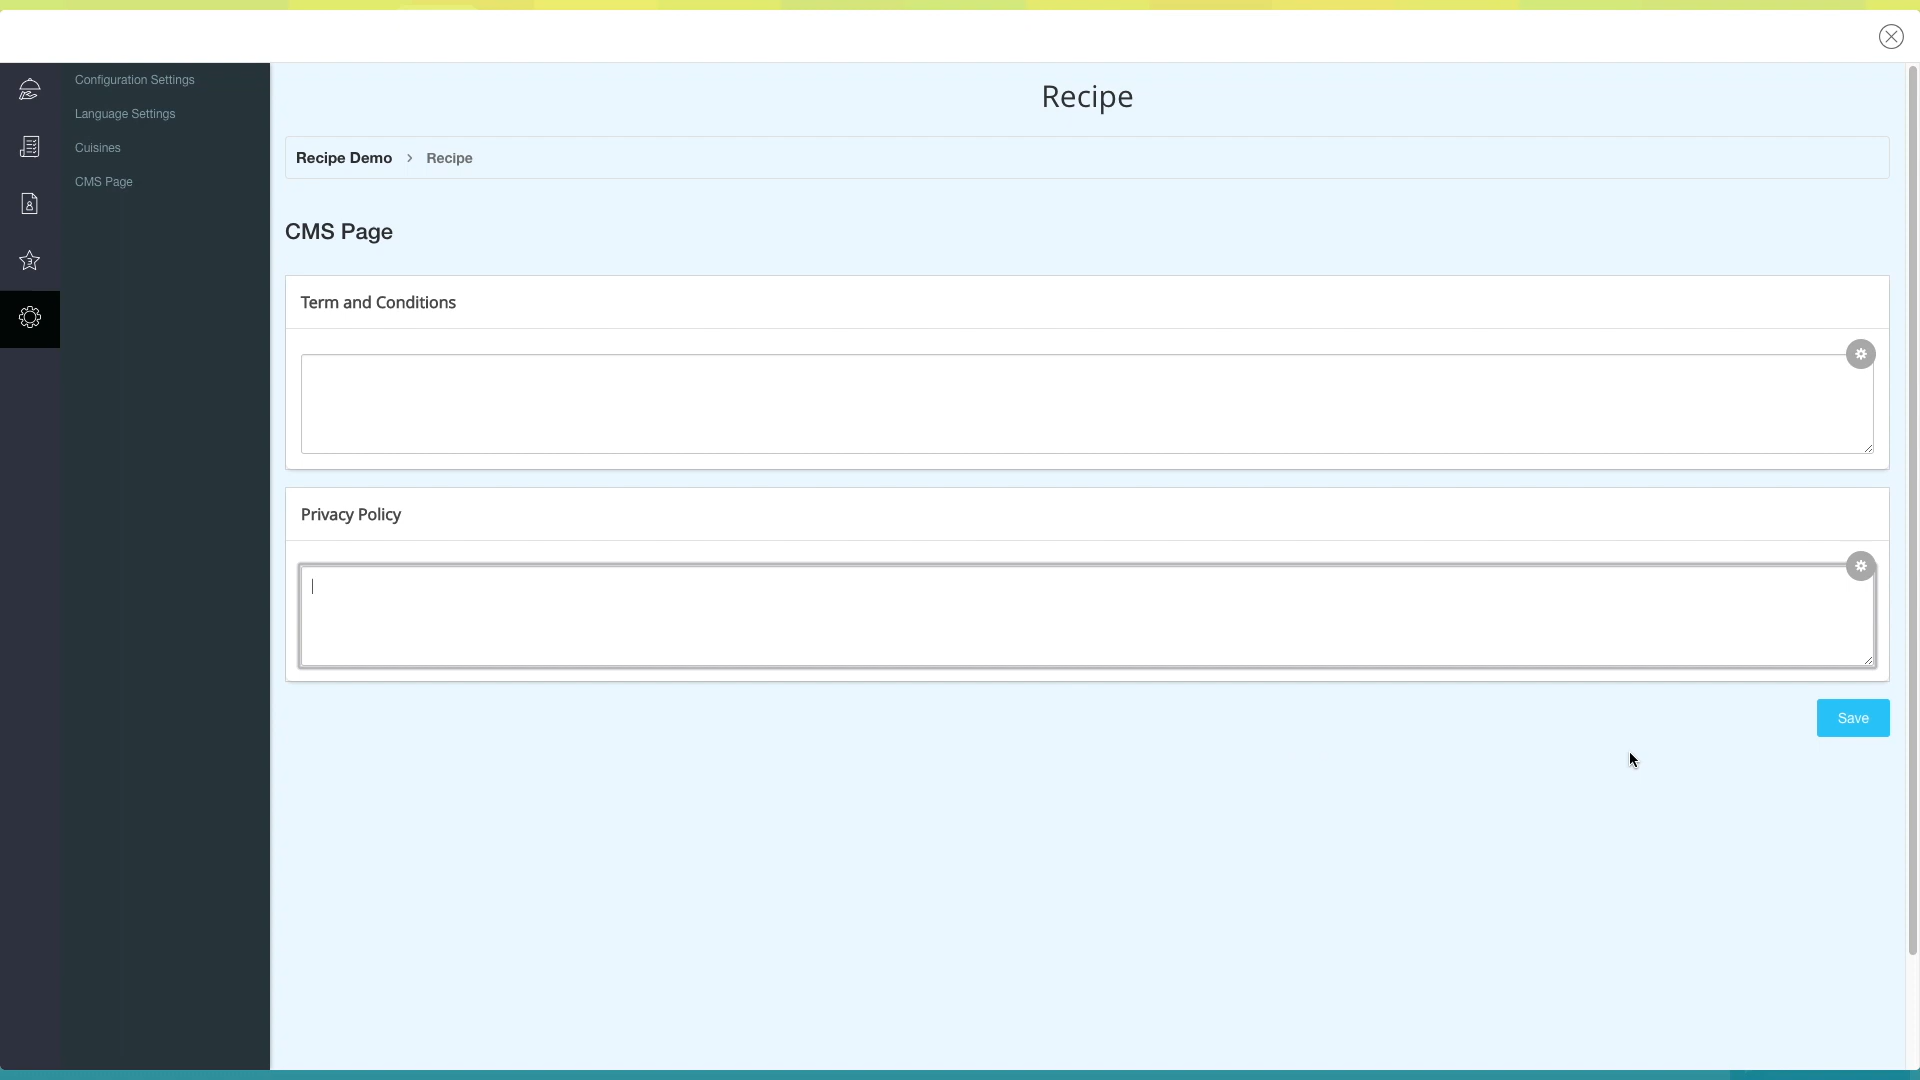 Configuration Settings
Language Settings
Cuisines
CMS Page
Recipe
Recipe Demo > Recipe
CMS Page
Term and Conditions
Privacy Policy
Save